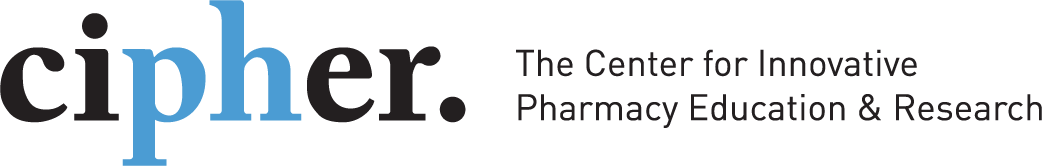 cipher.
The Center for Innovative
Pharmacy Education & Research